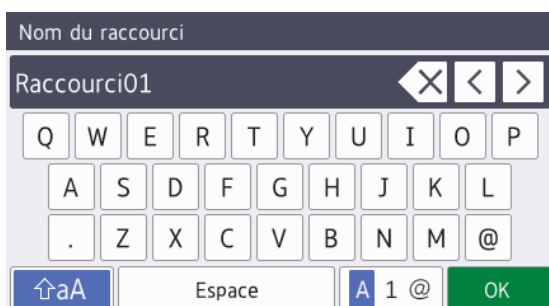 Nom du raccourci
Raccourci01
Q W E R T Y U I O P
A S D F G H J K L
. Z X C V B N M @
aA Espace A 1 @ OK